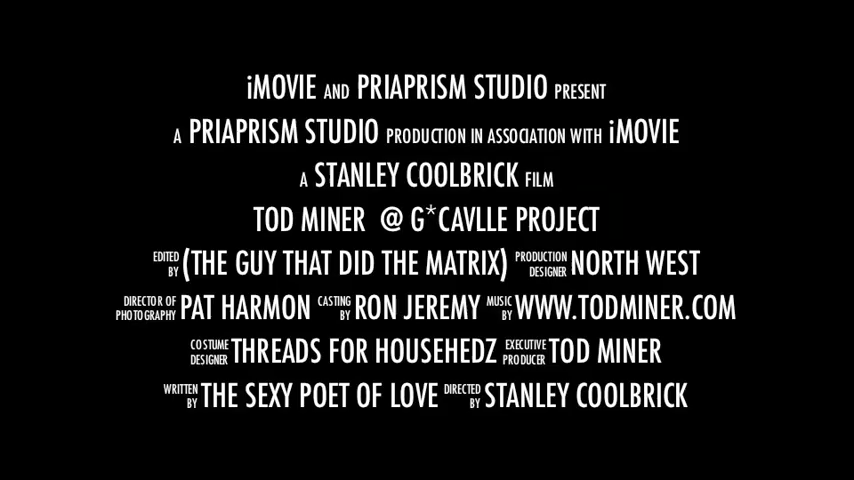 iMOVIE AND PRIAPRISM STUDIO PRESENT
A PRIAPRISM STUDIO PRODUCTION IN ASSOCIATION WITH iMOVIE
A STANLEY COOLBRICK FILM
TOD MINER @ G*CAVLLE PROJECT
EDITED BY (THE GUY THAT DID THE MATRIX) PRODUCTION DESIGNER NORTH WEST
DIRECTOR OF PHOTOGRAPHY PAT HARMON CASTING BY RON JEREMY MUSIC BY WWW.TODMINER.COM
COSTUME DESIGNER THREADS FOR HOUSEHEDZ EXECUTIVE PRODUCER TOD MINER
WRITTEN BY THE SEXY POET OF LOVE DIRECTED BY STANLEY COOLBRICK